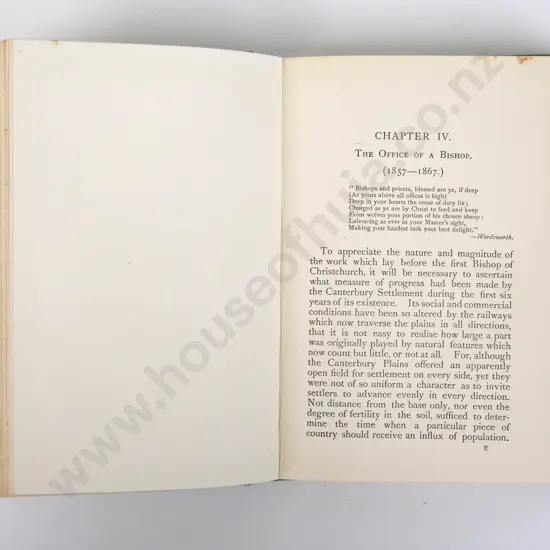 CHAPTER IV.
The Office of a Bishop.
(1857—1867.)
"Bishops and priests, blessed are ye, if deep
(As yours above all offices is high)
Deep in your hearts the sense of duty lie;
Charged as ye are by Christ to feed and keep
From wolves your portion of his chosen sheep:
Labouring as ever in your Master's sight,
Making your hardest task your best delight."
—Wordsworth.
To appreciate the nature and magnitude of
the work which lay before the first Bishop of
Christchurch, it will be necessary to ascertain
what measure of progress had been made by
the Canterbury Settlement during the first six
years of its existence. Its social and commercial
conditions have been so altered by the railways
which now traverse the plains in all directions,
that it is not easy to realise how large a part
was originally played by natural features which
now count but little, or not at all. For, although
the Canterbury Plains offered an apparently
open field for settlement on every side, yet they
were not of so uniform a character as to invite
settlers to advance evenly in every direction.
Not distance from the base only, nor even the
degree of fertility in the soil, sufficed to deter-
mine the time when a particular piece of
country should receive an influx of population.
E
www.houseofhuia.co.nz